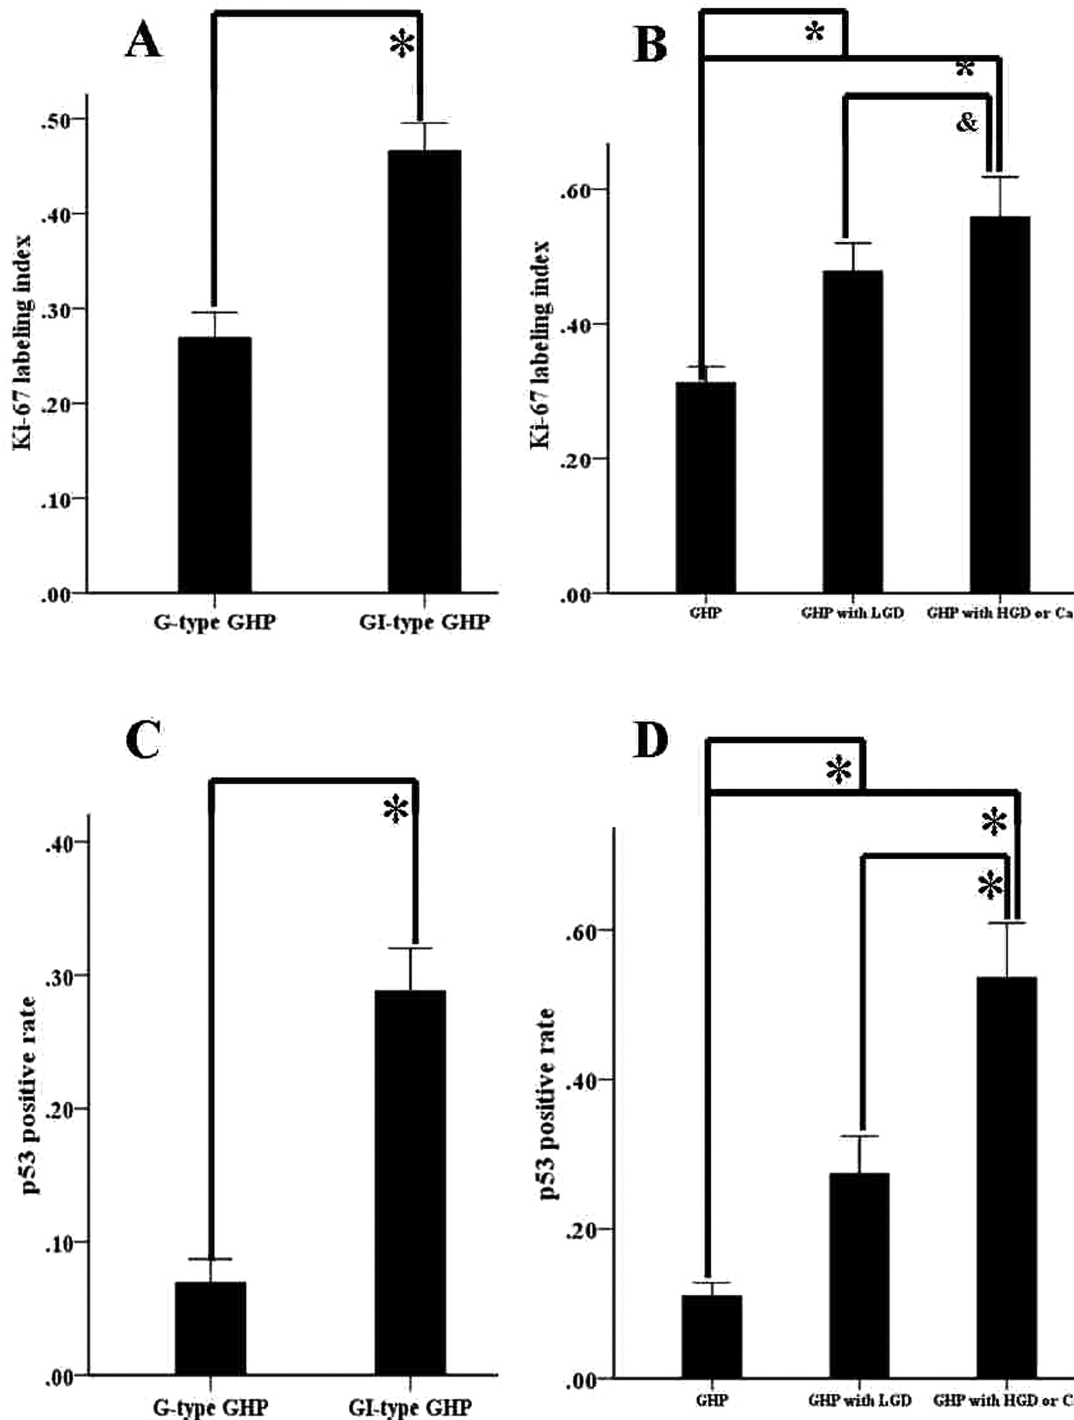 A
*
Ki-67 labeling index
.50
.40
.30
.20
.10
.00
G-type GHP
GI-type GHP
B
*
*
&
Ki-67 labeling index
.60
.40
.20
.00
GHP
GHP with LGD
GHP with HGD or Ca
C
*
p53 positive rate
.40
.30
.20
.10
.00
G-type GHP
GI-type GHP
D
*
*
*
p53 positive rate
.60
.40
.20
.00
GHP
GHP with LGD
GHP with HGD or C